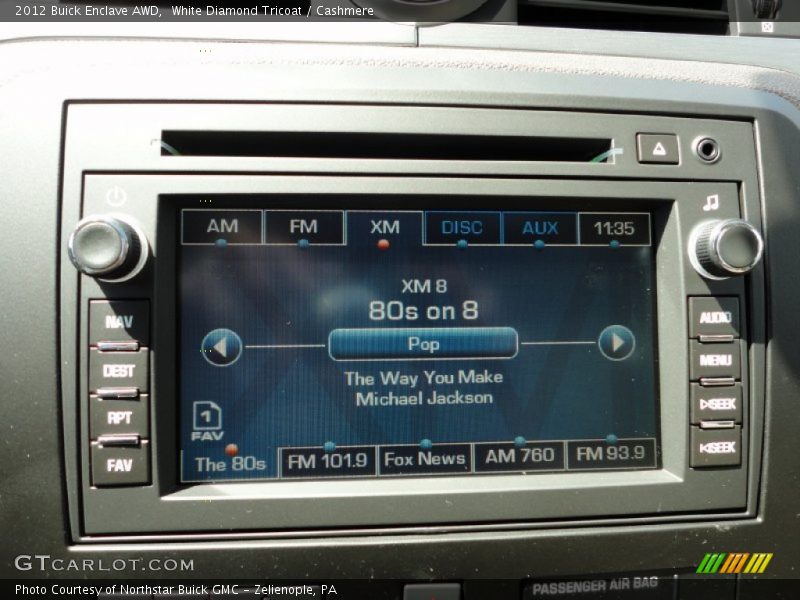 2012 Buick Enclave AWD,  White Diamond Tricoat / Cashmere
AM FM XM DISC AUX 11:35
XM 8
80s on 8
Pop
The Way You Make
Michael Jackson
1
FAV
The 80s FM 101.9 Fox News AM 760 FM 93.9
NAV
DEST
RPT
FAV
AUDIO
MENU
SEEK
SEEK
GTCARLOT.COM
PASSENGER AIR BAG
Photo Courtesy of Northstar Buick GMC - Zelienople, PA